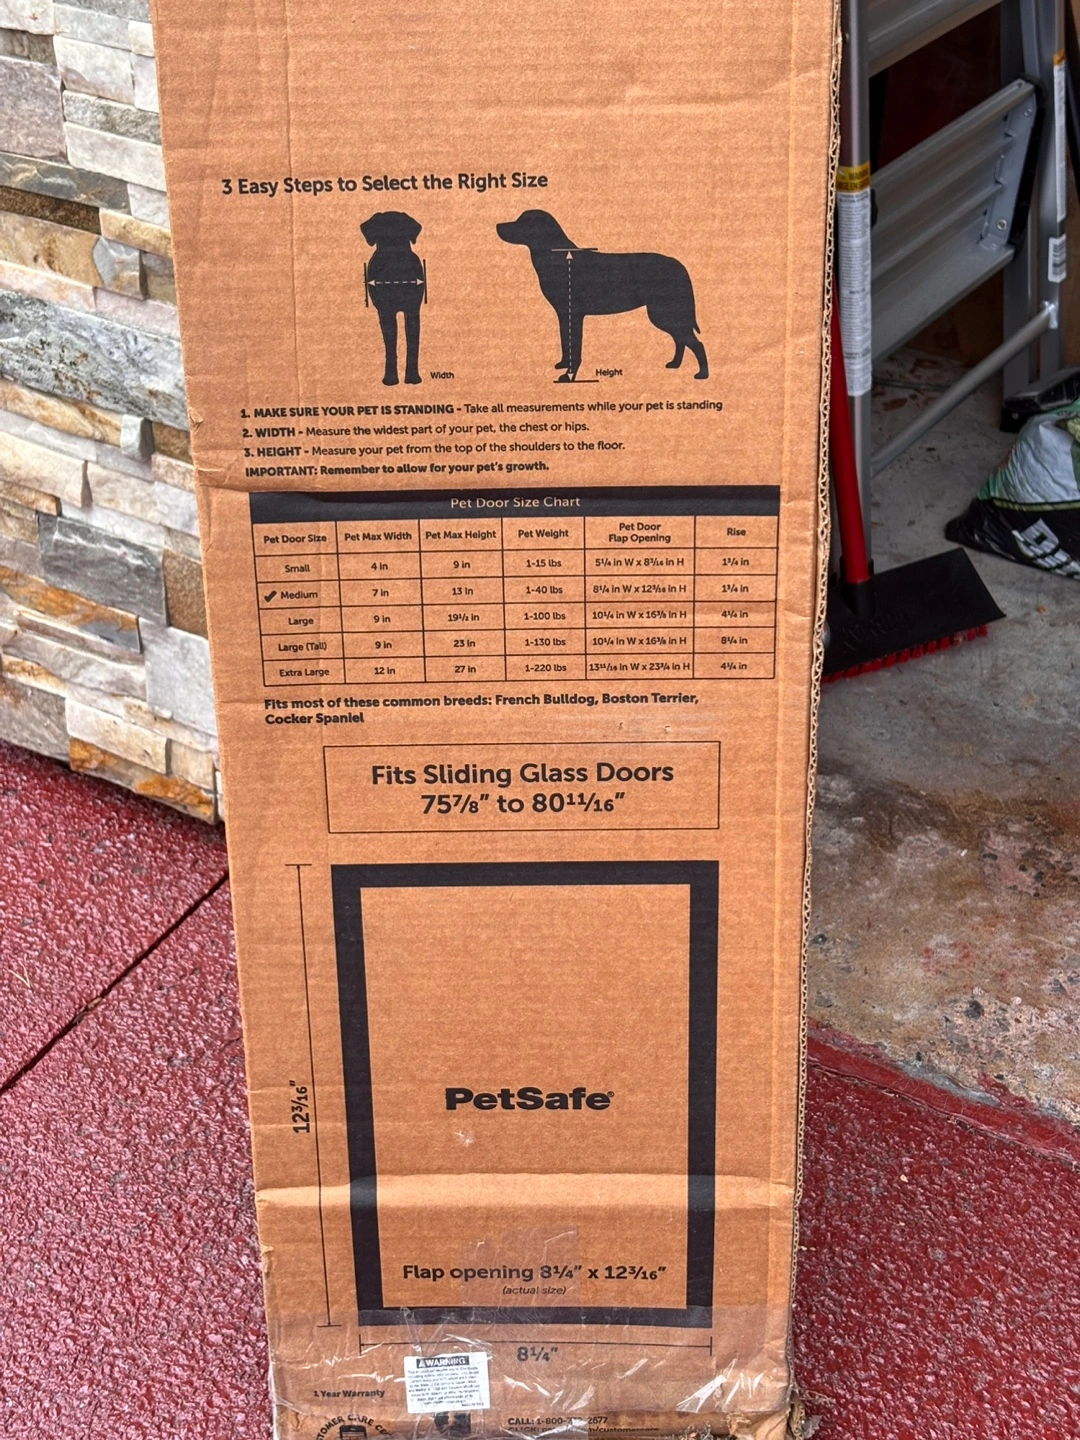 3 Easy Steps to Select the Right Size
Width
Height
1. MAKE SURE YOUR PET IS STANDING - Take all measurements while your pet is standing
2. WIDTH - Measure the widest part of your pet, the chest or hips.
3. HEIGHT - Measure your pet from the top of the shoulders to the floor.
IMPORTANT: Remember to allow for your pet's growth.
Pet Door Size Chart
Pet Door Size Pet Max Width Pet Max Height Pet Weight Pet Door Flap Opening Rise
Small 4 in 9 in 1-15 lbs 5¼ in W x 8³⁄₁₆ in H 1¾ in
✔ Medium 7 in 13 in 1-40 lbs 8¼ in W x 12³⁄₁₆ in H 1¾ in
Large 9 in 19½ in 1-100 lbs 10¼ in W x 16⅜ in H 4¼ in
Large (Tall) 9 in 23 in 1-130 lbs 10¼ in W x 16⅜ in H 8¼ in
Extra Large 12 in 27 in 1-220 lbs 13¹¹⁄₁₆ in W x 23¾ in H 4¼ in
Fits most of these common breeds: French Bulldog, Boston Terrier,
Cocker Spaniel
Fits Sliding Glass Doors
75⅞” to 80¹¹⁄₁₆”
12³⁄₁₆”
PetSafe®
Flap opening 8¼” x 12³⁄₁₆”
(actual size)
8¼”
WARNING
1 Year Warranty
CALL: 1-800-
2677